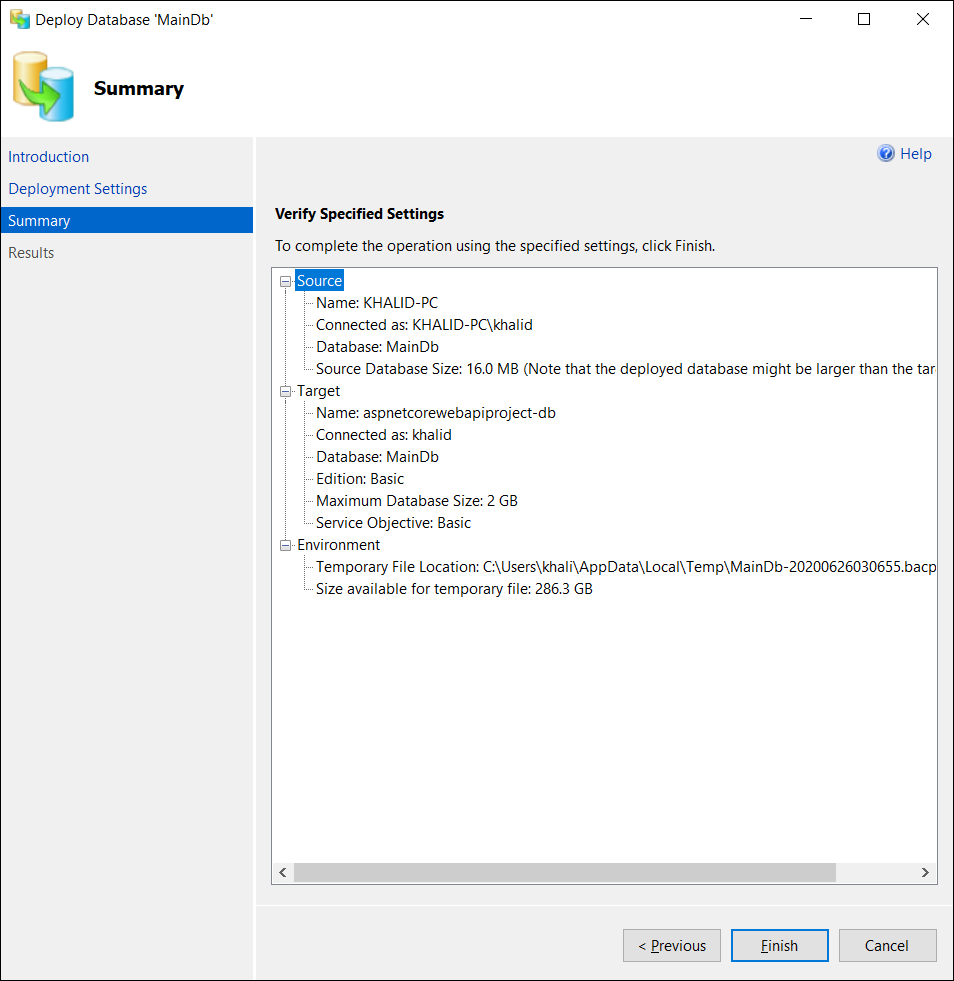 Deploy Database 'MainDb'
Summary
Introduction
Deployment Settings
Summary
Results
Help
Verify Specified Settings
To complete the operation using the specified settings, click Finish.
Source
Name: KHALID-PC
Connected as: KHALID-PC\khalid
Database: MainDb
Source Database Size: 16.0 MB (Note that the deployed database might be larger than the tar
Target
Name: aspnetcorewebapiproject-db
Connected as: khalid
Database: MainDb
Edition: Basic
Maximum Database Size: 2 GB
Service Objective: Basic
Environment
Temporary File Location: C:\Users\khali\AppData\Local\Temp\MainDb-20200626030655.bacp
Size available for temporary file: 286.3 GB
< Previous
Finish
Cancel